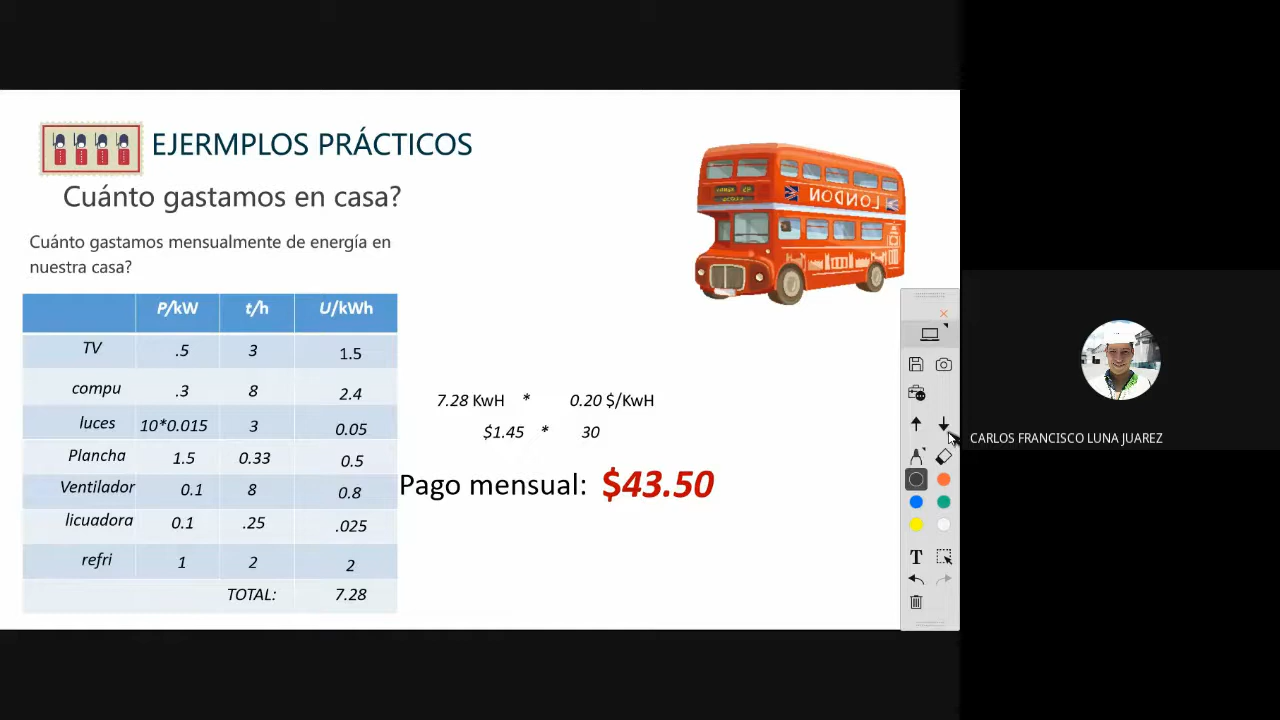 EJERMPLOS PRÁCTICOS
Cuánto gastamos en casa?
Cuánto gastamos mensualmente de energía en
nuestra casa?
P/kW t/h U/kWh
TV .5 3 1.5
compu .3 8 2.4
luces 10*0.015 3 0.05
Plancha 1.5 0.33 0.5
Ventilador 0.1 8 0.8
licuadora 0.1 .25 .025
refri 1 2 2
TOTAL: 7.28
7.28 KwH * 0.20 $/KwH
$1.45 * 30
Pago mensual: $43.50
LONDON
T
CARLOS FRANCISCO LUNA JUAREZ